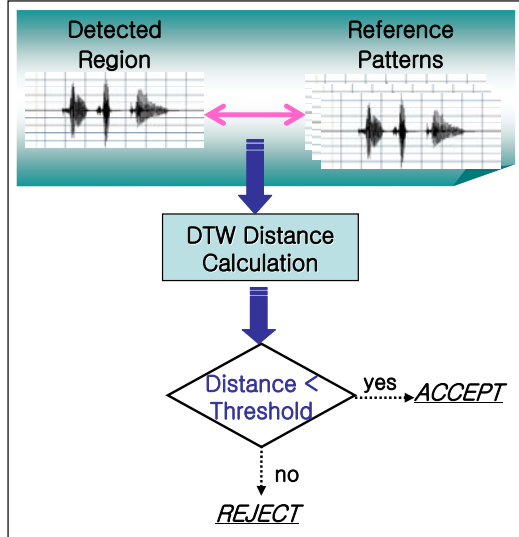 Detected
Region
Reference
Patterns
DTW Distance
Calculation
Distance <
Threshold
yes
ACCEPT
no
REJECT